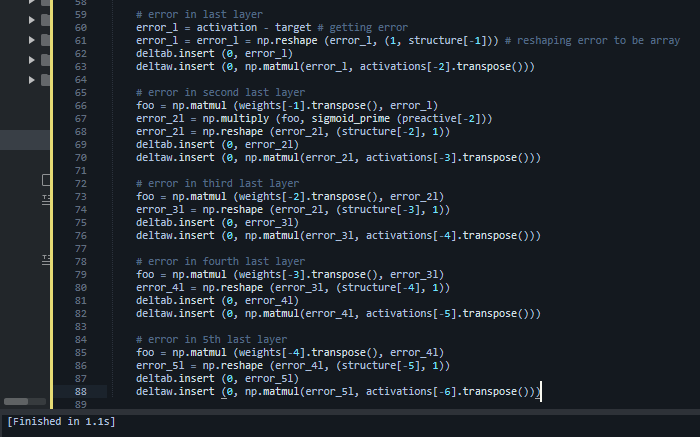 58
59 # error in last layer
60 error_l = activation - target # getting error
61 error_l = error_l = np.reshape (error_l, (1, structure[-1])) # reshaping error to be array
62 deltab.insert (0, error_l)
63 deltaw.insert (0, np.matmul(error_l, activations[-2].transpose()))
64
65 # error in second last layer
66 foo = np.matmul (weights[-1].transpose(), error_l)
67 error_2l = np.multiply (foo, sigmoid_prime (preactive[-2]))
68 error_2l = np.reshape (error_2l, (structure[-2], 1))
69 deltab.insert (0, error_2l)
70 deltaw.insert (0, np.matmul(error_2l, activations[-3].transpose()))
71
72 # error in third last layer
73 foo = np.matmul (weights[-2].transpose(), error_2l)
74 error_3l = np.reshape (error_2l, (structure[-3], 1))
75 deltab.insert (0, error_3l)
76 deltaw.insert (0, np.matmul(error_3l, activations[-4].transpose()))
77
78 # error in fourth last layer
79 foo = np.matmul (weights[-3].transpose(), error_3l)
80 error_4l = np.reshape (error_3l, (structure[-4], 1))
81 deltab.insert (0, error_4l)
82 deltaw.insert (0, np.matmul(error_4l, activations[-5].transpose()))
83
84 # error in 5th last layer
85 foo = np.matmul (weights[-4].transpose(), error_4l)
86 error_5l = np.reshape (error_4l, (structure[-5], 1))
87 deltab.insert (0, error_5l)
88 deltaw.insert (0, np.matmul(error_5l, activations[-6].transpose()))
89
[Finished in 1.1s]